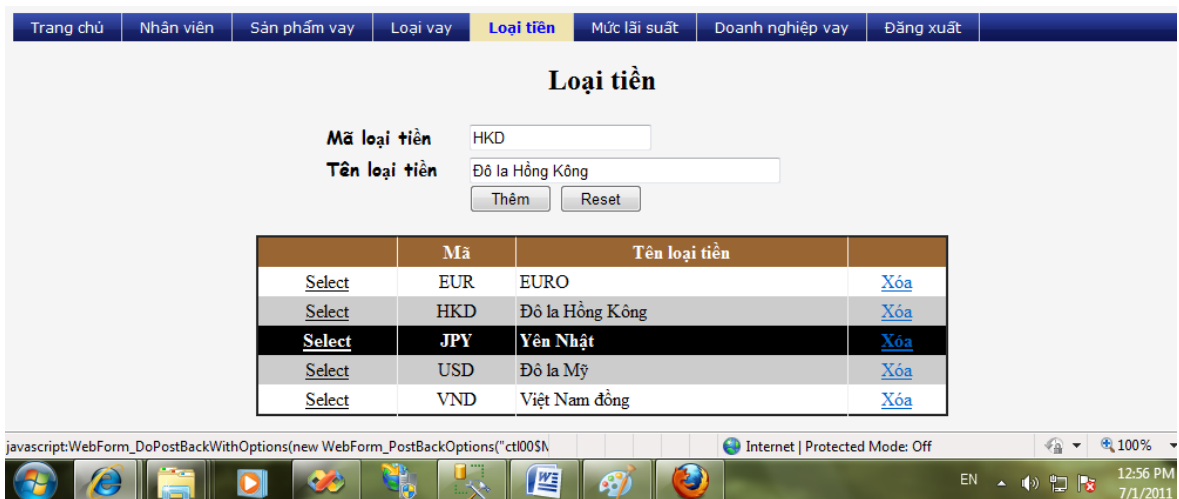 Trang chủ Nhân viên Sản phẩm vay Loại vay Loại tiền Mức lãi suất Doanh nghiệp vay Đăng xuất
Loại tiền
Mã loại tiền HKD
Tên loại tiền Đô la Hồng Kông
Thêm Reset
Mã Tên loại tiền
Select EUR EURO Xóa
Select HKD Đô la Hồng Kông Xóa
Select JPY Yên Nhật Xóa
Select USD Đô la Mỹ Xóa
Select VND Việt Nam đồng Xóa
javascript:WebForm_DoPostBackWithOptions(new WebForm_PostBackOptions("ctl00$M Internet | Protected Mode: Off 100%
EN 12:56 PM
7/1/2011